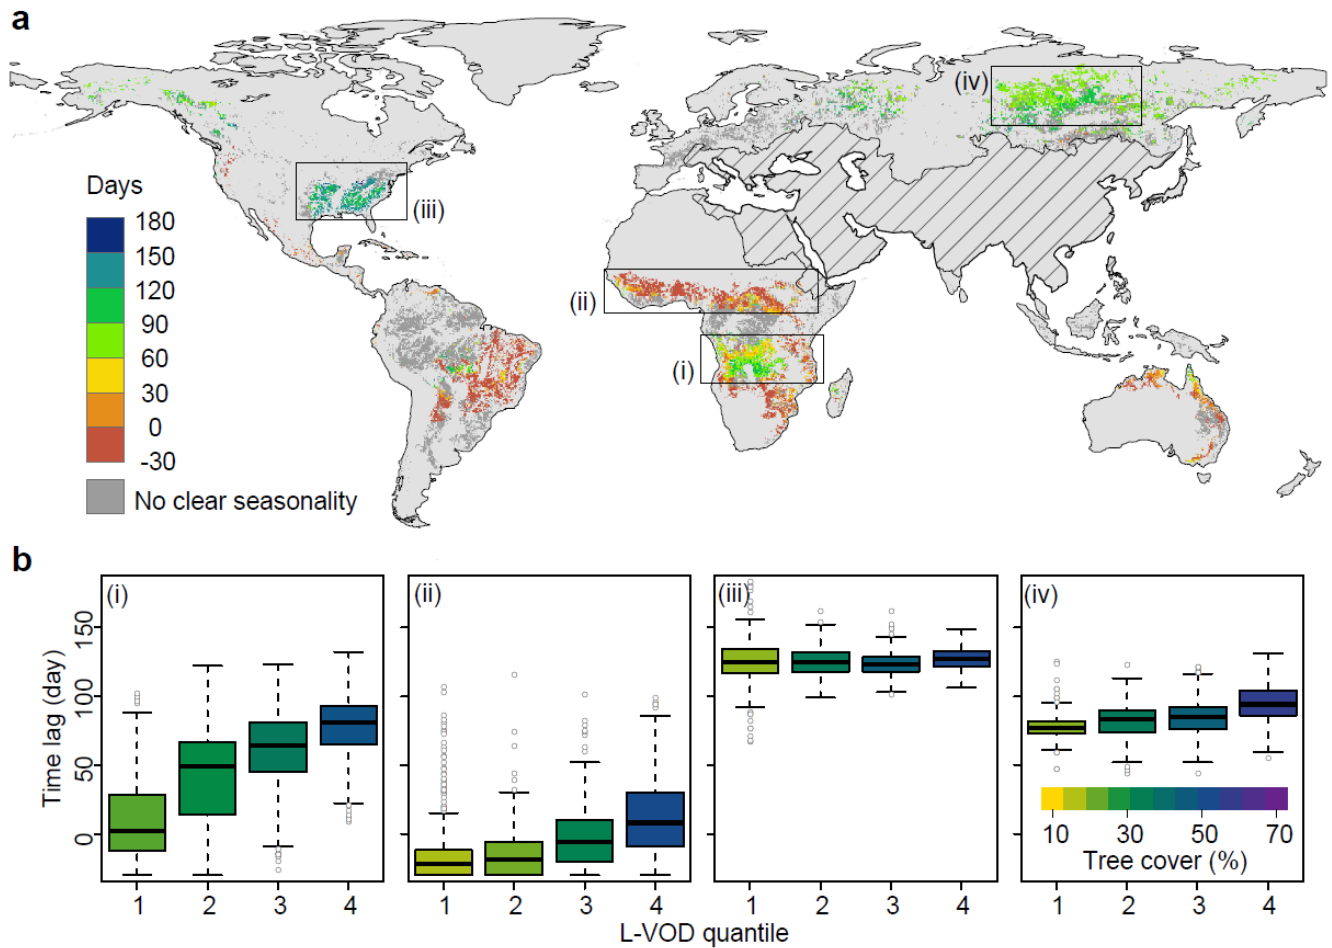 a
(iv)
(iii)
Days
180
150
120
90
60
30
0
-30
No clear seasonality
(ii)
(i)
b
Time lag (day)
150
100
50
0
(i)
(ii)
(iii)
(iv)
10 30 50 70
Tree cover (%)
1 2 3 4 1 2 3 4 1 2 3 4 1 2 3 4
L-VOD quantile